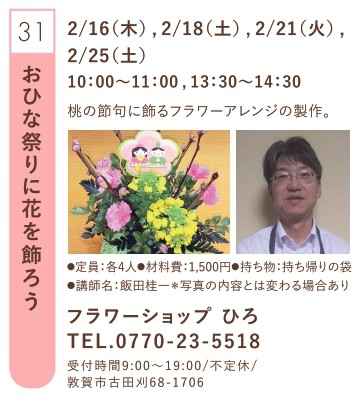 31
おひな祭りに花を飾ろう
2/16(木), 2/18(土), 2/21(火),
2/25(土)
10:00〜11:00, 13:30〜14:30
桃の節句に飾るフラワーアレンジの製作。
●定員:各4人●材料費:1,500円●持ち物:持ち帰りの袋
●講師名:飯田桂一＊写真の内容とは変わる場合あり
フラワーショップ ひろ
TEL.0770-23-5518
受付時間9:00〜19:00/不定休/
敦賀市古田刈68-1706